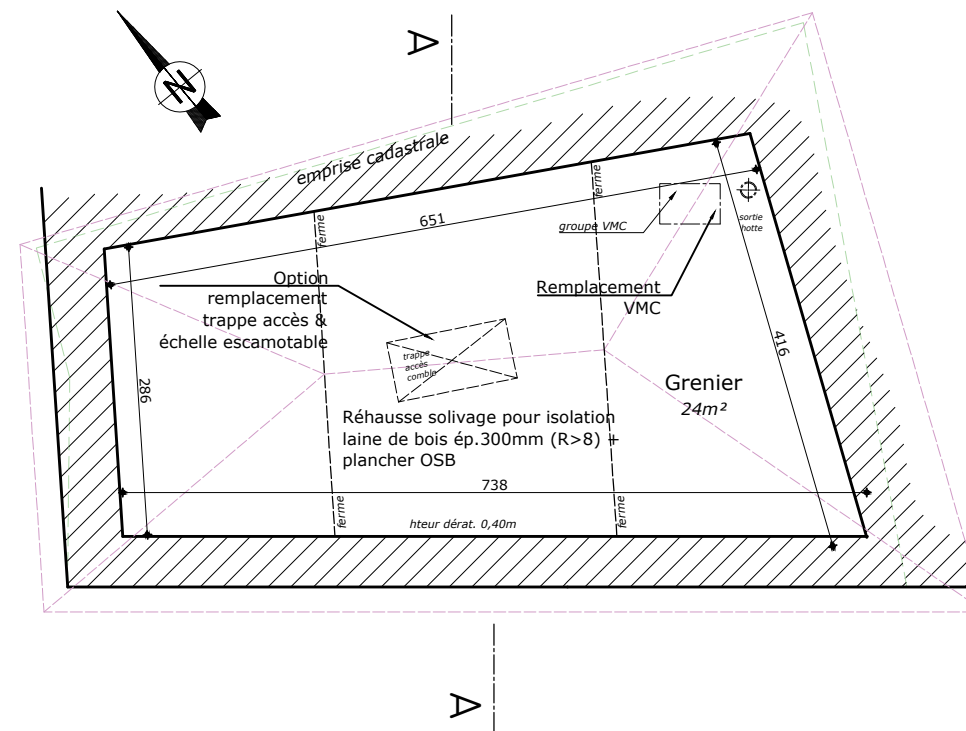 A
N
emprise cadastrale
ferme
ferme
651
groupe VMC
sortie
hotte
Option
remplacement
trappe accès &
échelle escamotable
Remplacement
VMC
trappe
accès
comble
416
286
Grenier
24m²
Réhausse solivage pour isolation
laine de bois ép.300mm (R>8) +
plancher OSB
738
ferme
ferme
hteur dérat. 0,40m
A